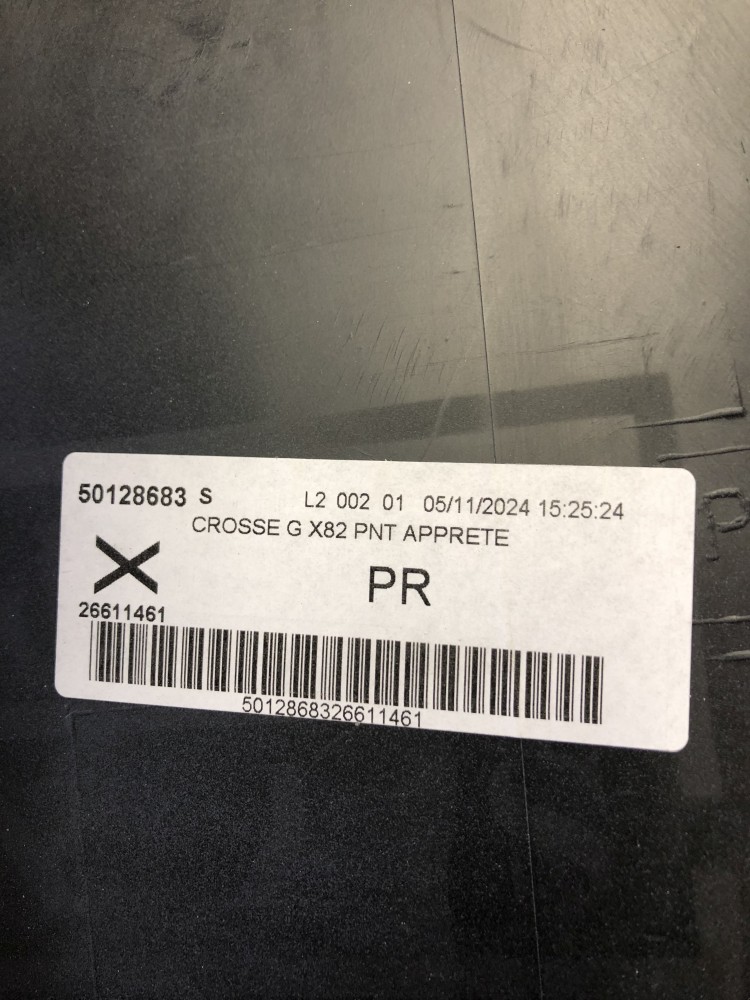 50128683 S L2 002 01 05/11/2024 15:25:24
CROSSE G X82 PNT APPRETE
X PR
26611461
5012868326611461
P